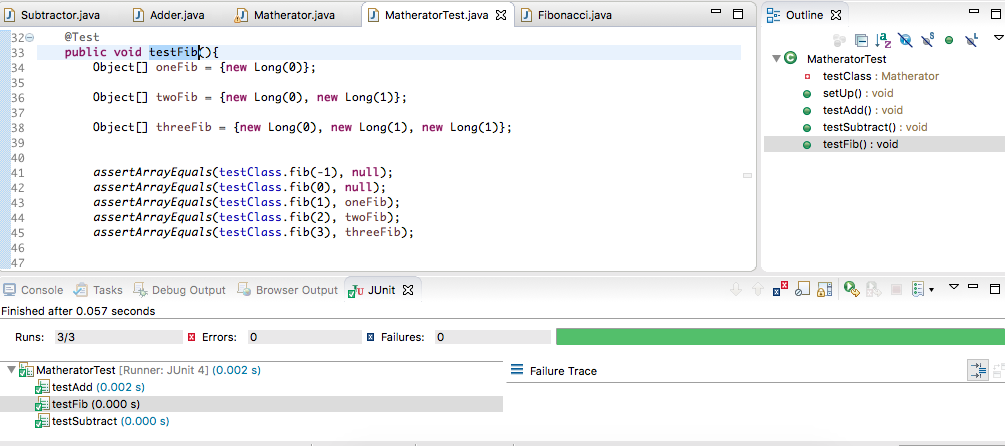 Subtractor.java Adder.java Matherator.java MatheratorTest.java Fibonacci.java
Outline
32 @Test
33 public void testFib(){
34 Object[] oneFib = {new Long(0)};
35
36 Object[] twoFib = {new Long(0), new Long(1)};
37
38 Object[] threeFib = {new Long(0), new Long(1), new Long(1)};
39
40
41 assertArrayEquals(testClass.fib(-1), null);
42 assertArrayEquals(testClass.fib(0), null);
43 assertArrayEquals(testClass.fib(1), oneFib);
44 assertArrayEquals(testClass.fib(2), twoFib);
45 assertArrayEquals(testClass.fib(3), threeFib);
46
47
MatheratorTest
testClass : Matherator
setUp() : void
testAdd() : void
testSubtract() : void
testFib() : void
Console Tasks Debug Output Browser Output JUnit
Finished after 0.057 seconds
Runs: 3/3 Errors: 0 Failures: 0
MatheratorTest [Runner: JUnit 4] (0.002 s)
testAdd (0.002 s)
testFib (0.000 s)
testSubtract (0.000 s)
Failure Trace